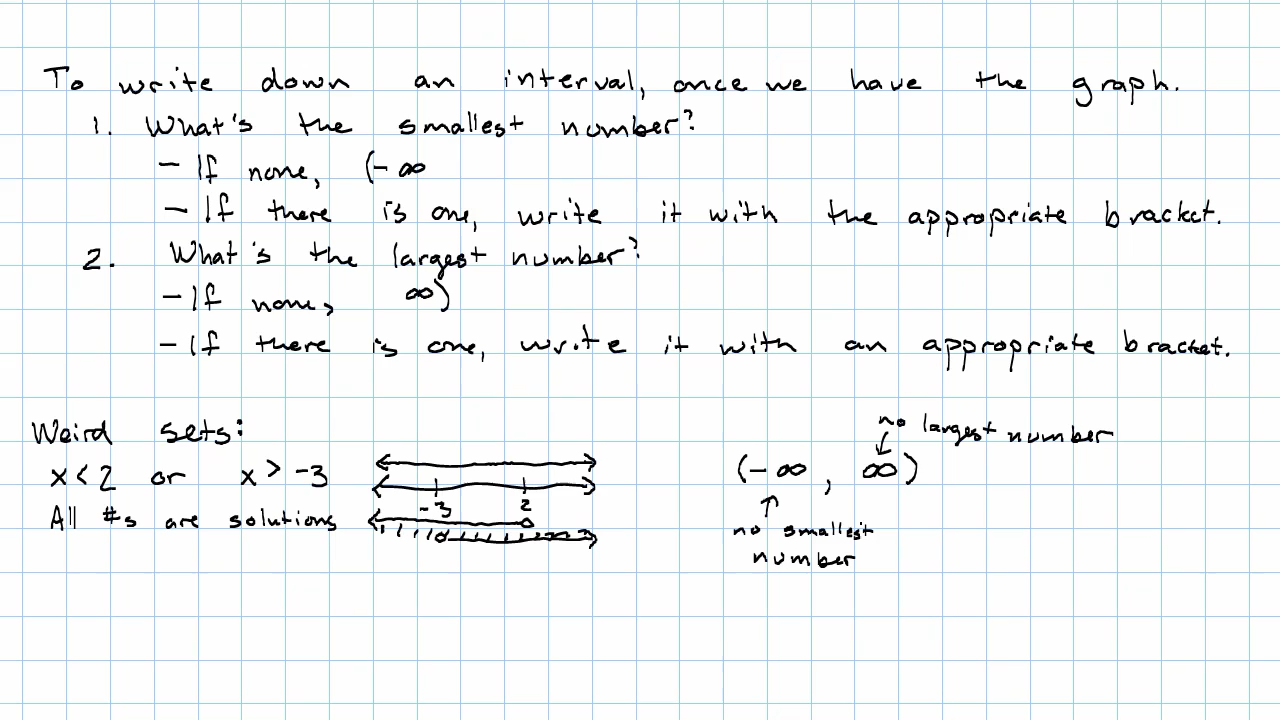 To write down an interval, once we have the graph.
1. What's the smallest number?
- If none, (-∞
- If there is one, write it with the appropriate bracket.
2. What's the largest number?
- If none, ∞)
- If there is one, write it with an appropriate bracket.
Weird sets:
x < 2 or x > -3
All #s are solutions
-3 2
no largest number
(-∞, ∞)
no smallest
number